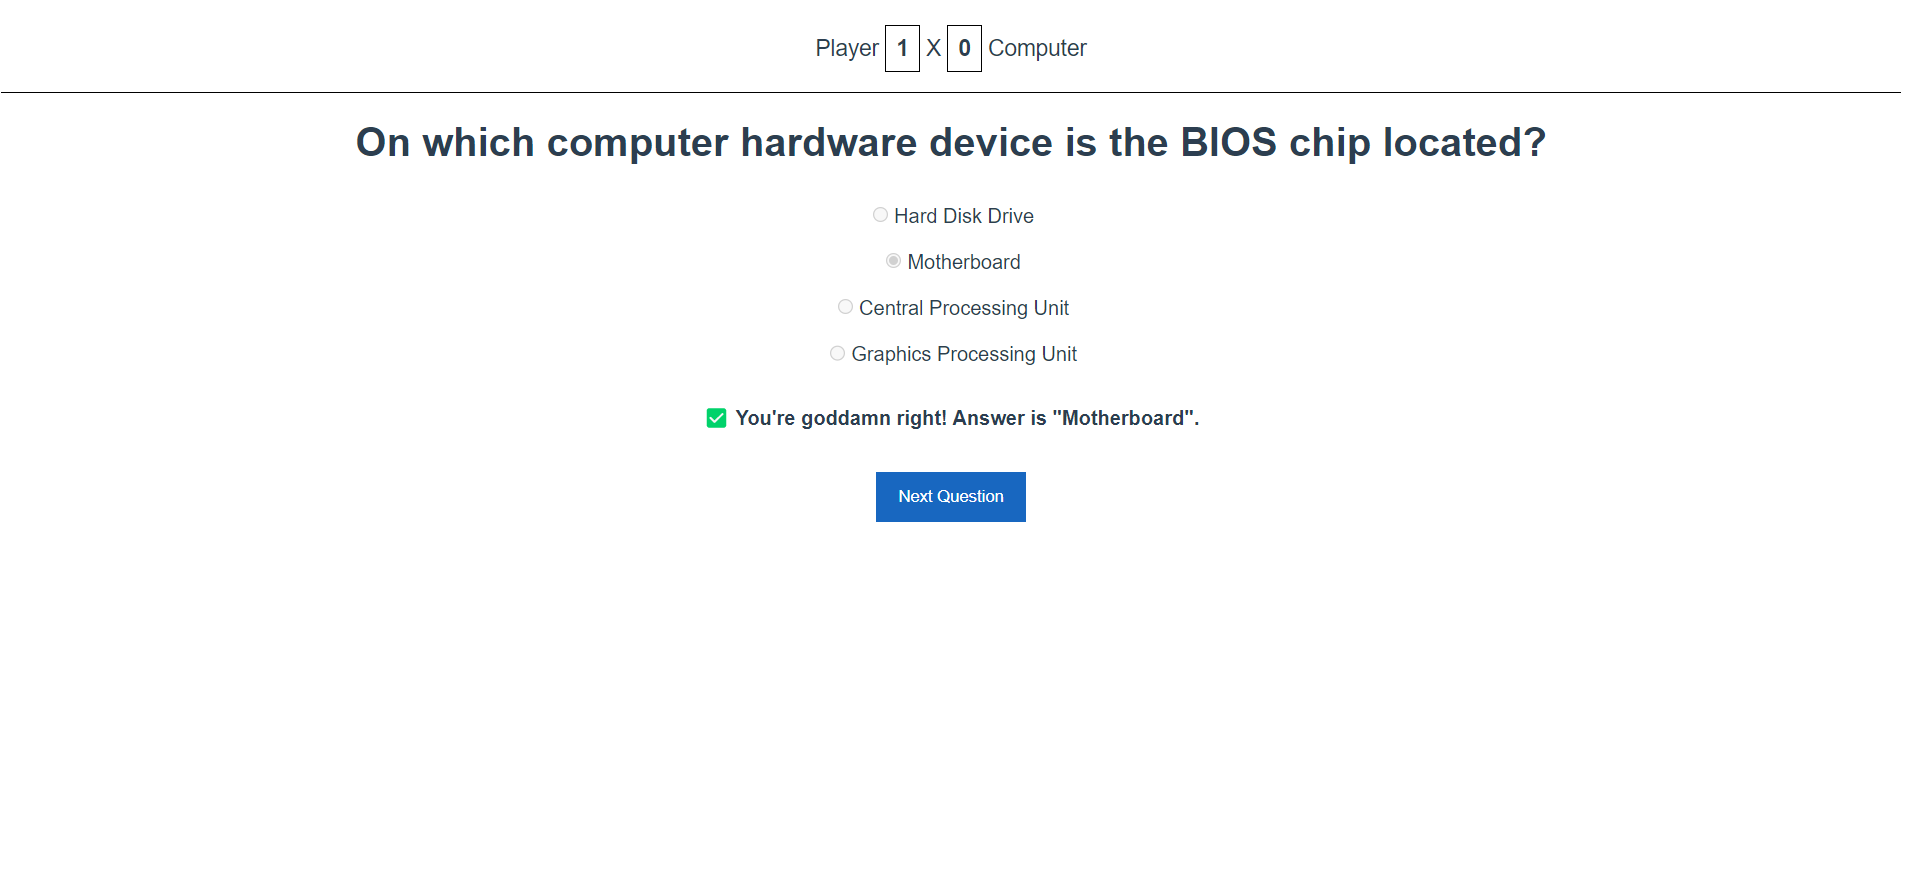 Player 1 X 0 Computer
On which computer hardware device is the BIOS chip located?
Hard Disk Drive
Motherboard
Central Processing Unit
Graphics Processing Unit
You're goddamn right! Answer is "Motherboard".
Next Question